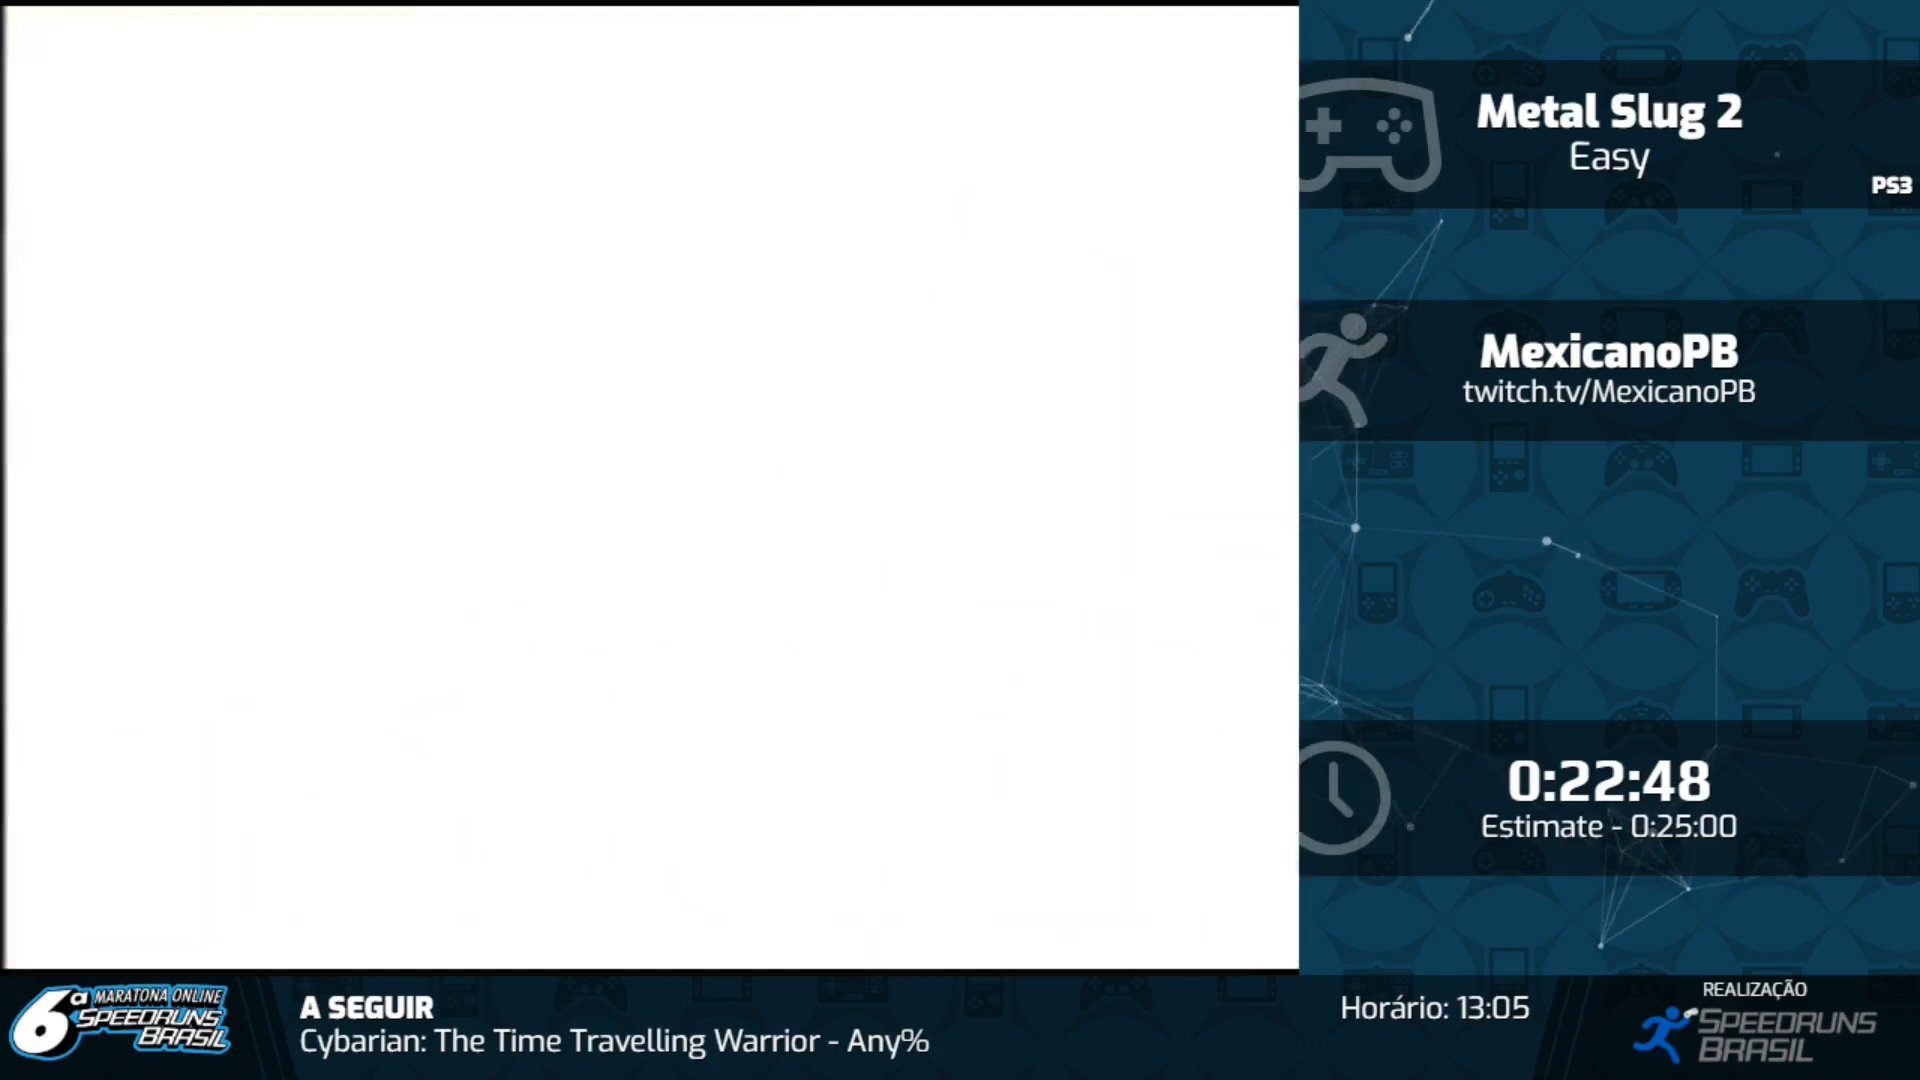 Metal Slug 2
Easy
PS3
MexicanoPB
twitch.tv/MexicanoPB
0:22:48
Estimate - 0:25:00
6ª MARATONA ONLINE
SPEEDRUNS
BRASIL
A SEGUIR
Cybarian: The Time Travelling Warrior - Any%
Horário: 13:05
REALIZAÇÃO
SPEEDRUNS
BRASIL